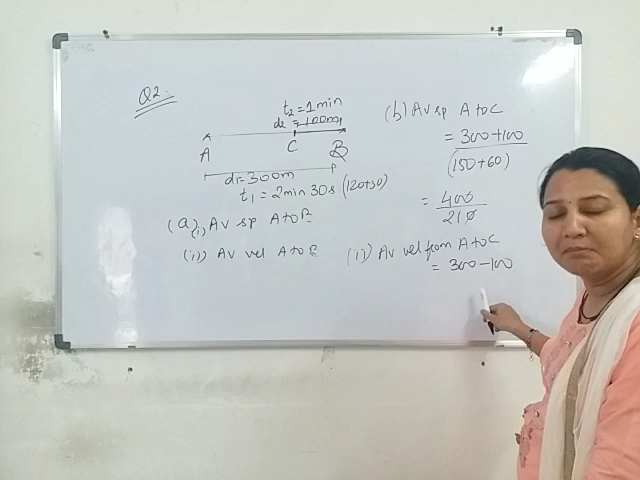 Q2.
t2 = 1 min
d2 = 100m
A C B
d1 = 300m
t1 = 2min 30s (120+30)
(a) (i) Av sp A to B
(ii) Av vel A to B
(b) Av sp A to C
= 300+100
(150+60)
= 400
210
(ii) Av vel from A to C
= 300-100